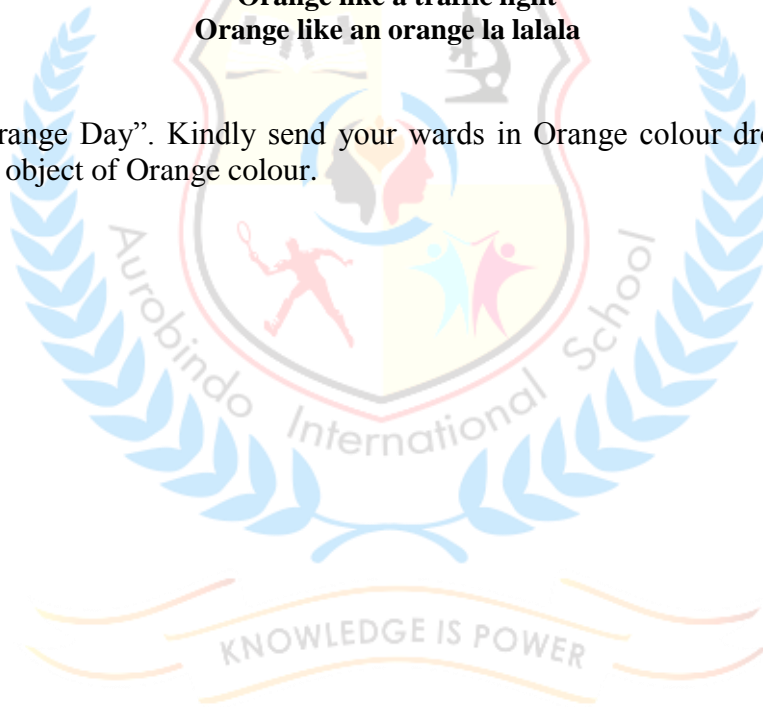 Orange like a traffic light
Orange like an orange la lalala
range Day”. Kindly send your wards in Orange colour dre
object of Orange colour.
Aurobindo International School
KNOWLEDGE IS POWER